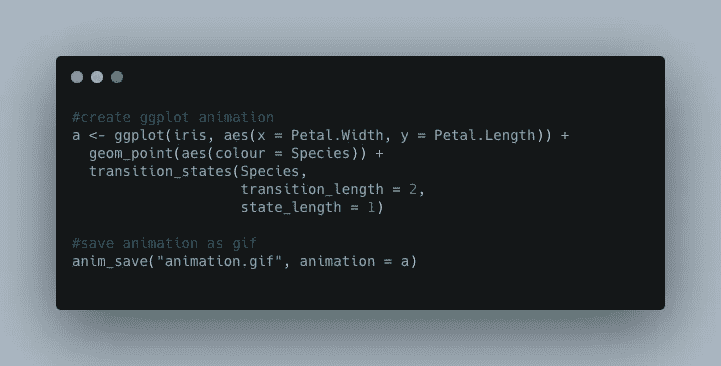 #create ggplot animation
a <- ggplot(iris, aes(x = Petal.Width, y = Petal.Length)) +
  geom_point(aes(colour = Species)) +
  transition_states(Species,
                    transition_length = 2,
                    state_length = 1)

#save animation as gif
anim_save("animation.gif", animation = a)